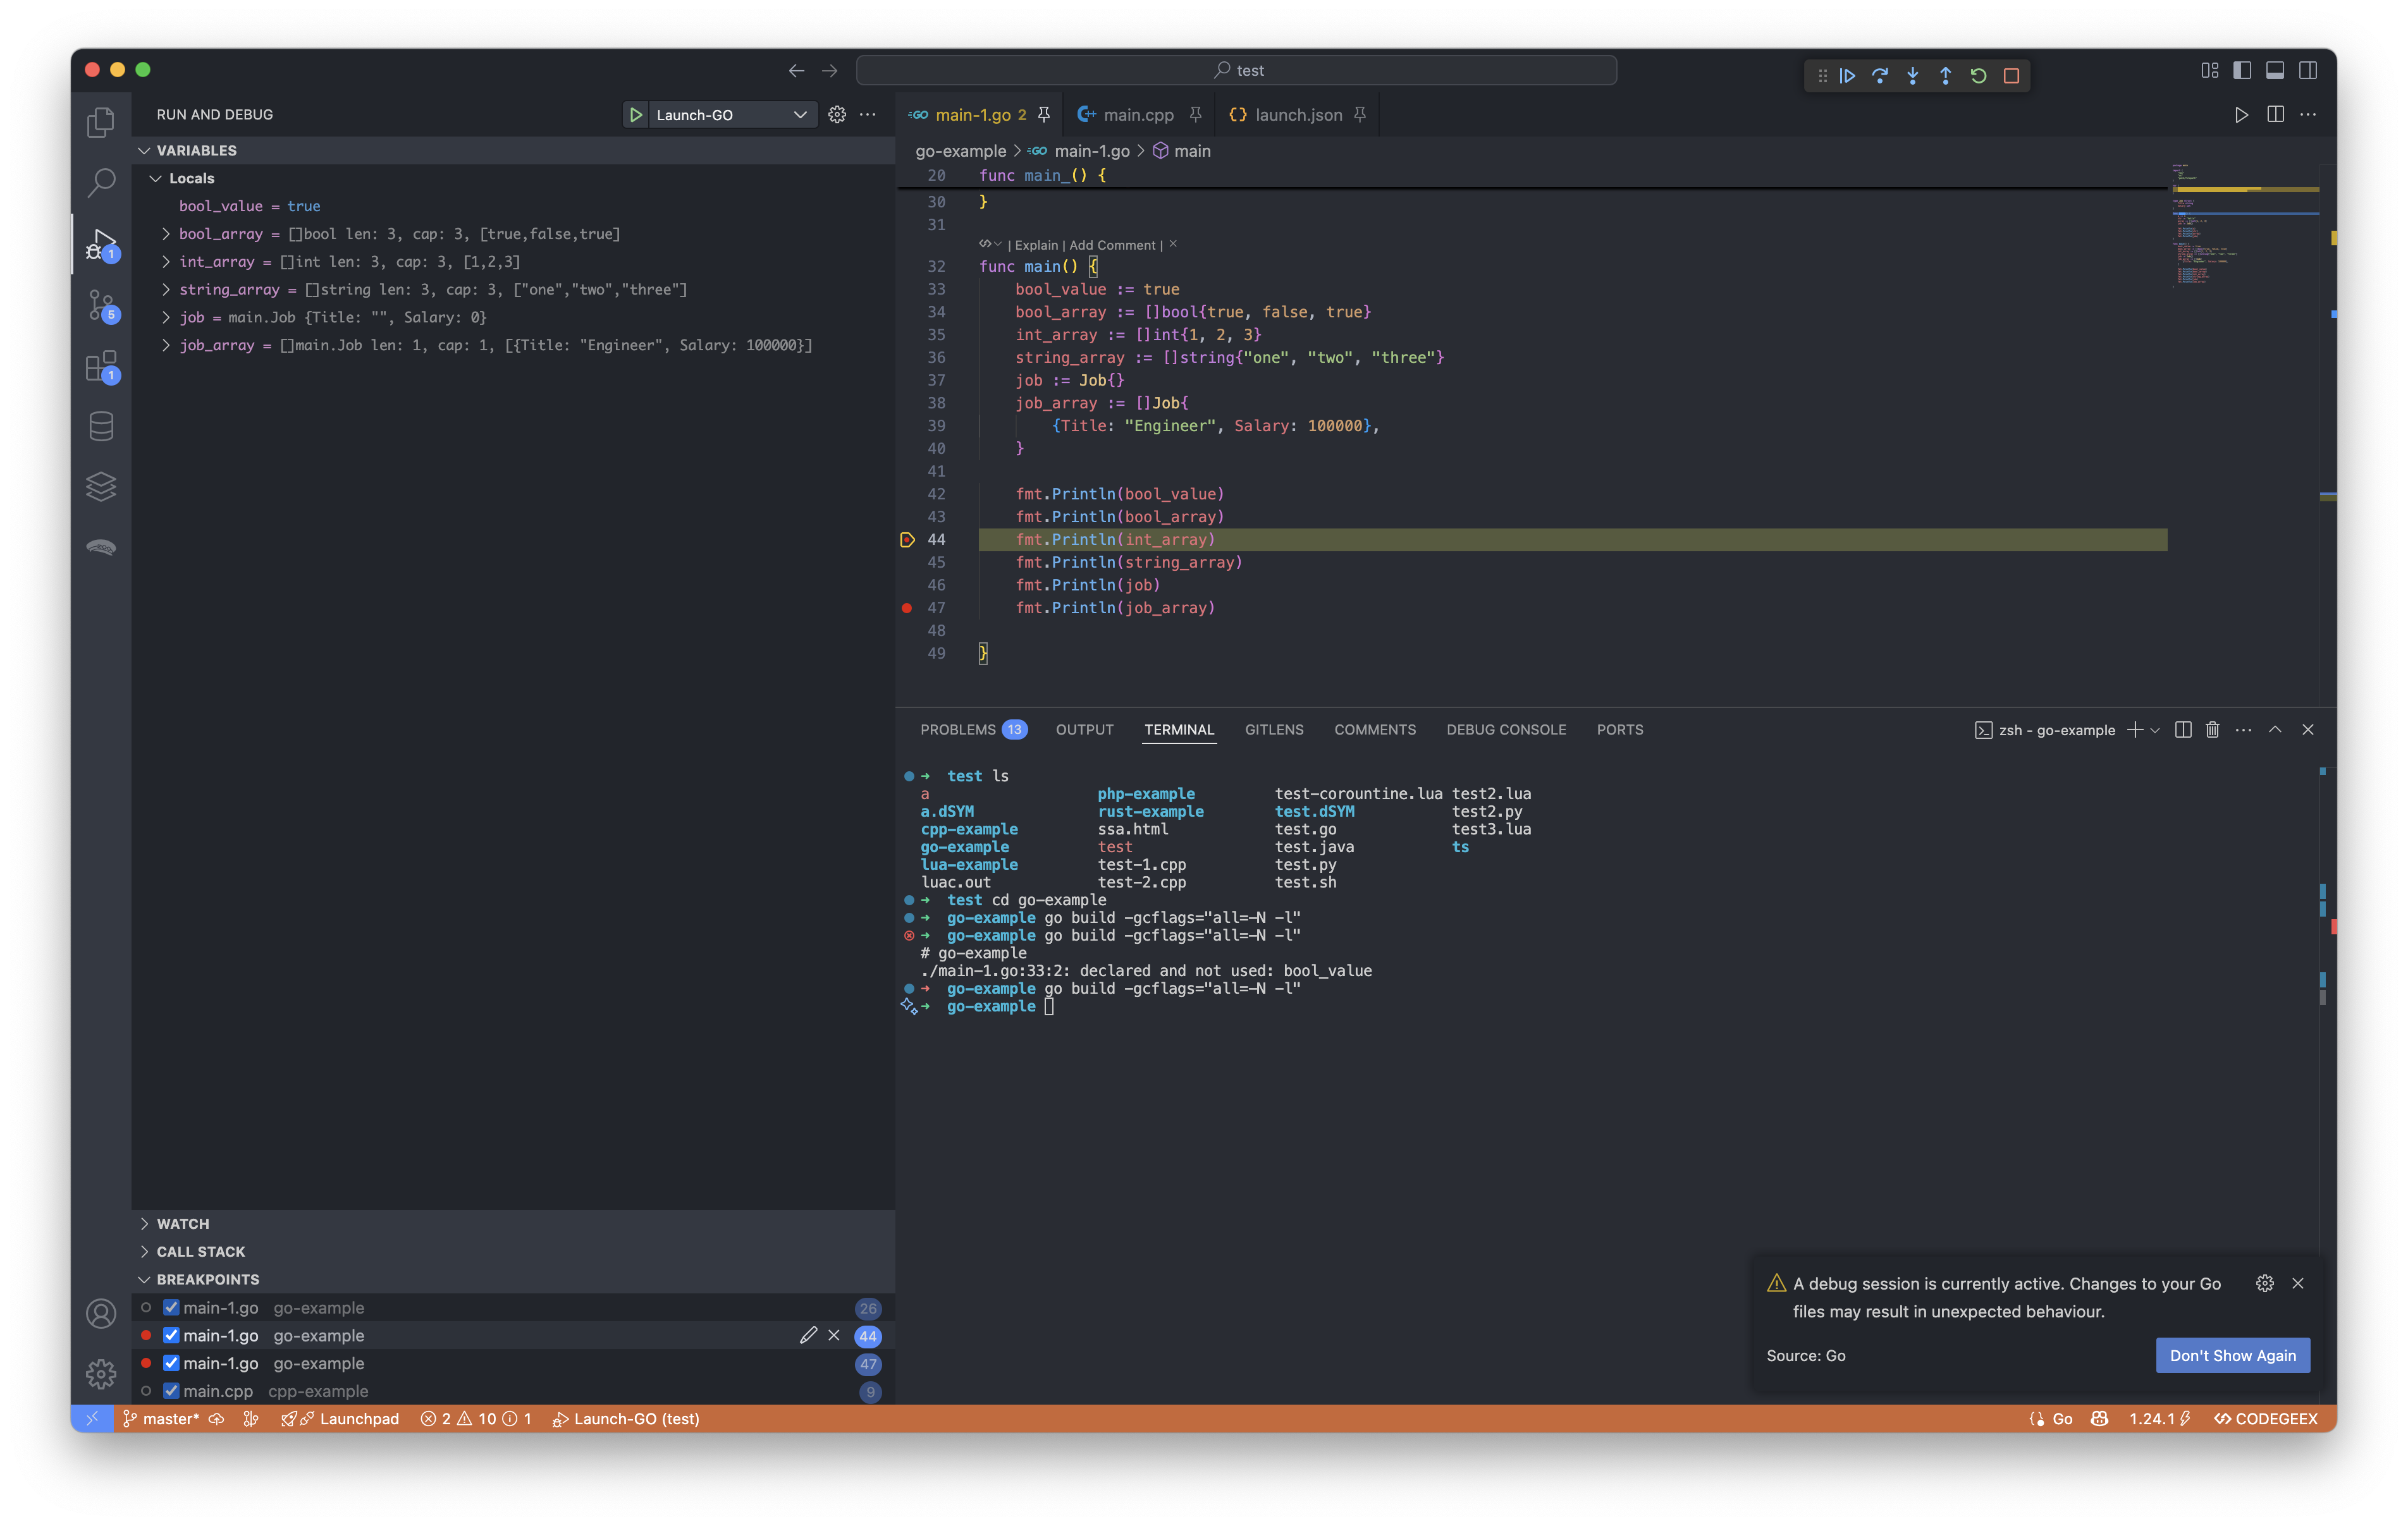 test
RUN AND DEBUG
Launch-GO
main-1.go 2
main.cpp
launch.json
VARIABLES
Locals
bool_value = true
bool_array = []bool len: 3, cap: 3, [true,false,true]
int_array = []int len: 3, cap: 3, [1,2,3]
string_array = []string len: 3, cap: 3, ["one","two","three"]
job = main.Job {Title: "", Salary: 0}
job_array = []main.Job len: 1, cap: 1, [{Title: "Engineer", Salary: 100000}]
1
5
1
WATCH
CALL STACK
BREAKPOINTS
main-1.go go-example 26
main-1.go go-example 44
main-1.go go-example 47
main.cpp cpp-example 9
go-example > main-1.go > main
20 func main_() {
30 }
31
| Explain | Add Comment | ×
32 func main() {
33 bool_value := true
34 bool_array := []bool{true, false, true}
35 int_array := []int{1, 2, 3}
36 string_array := []string{"one", "two", "three"}
37 job := Job{}
38 job_array := []Job{
39 {Title: "Engineer", Salary: 100000},
40 }
41
42 fmt.Println(bool_value)
43 fmt.Println(bool_array)
44 fmt.Println(int_array)
45 fmt.Println(string_array)
46 fmt.Println(job)
47 fmt.Println(job_array)
48
49 }
PROBLEMS 13 OUTPUT TERMINAL GITLENS COMMENTS DEBUG CONSOLE PORTS
zsh - go-example
➜ test ls
a php-example test-corountine.lua test2.lua
a.dSYM rust-example test.dSYM test2.py
cpp-example ssa.html test.go test3.lua
go-example test test.java ts
lua-example test-1.cpp test.py
luac.out test-2.cpp test.sh
➜ test cd go-example
➜ go-example go build -gcflags="all=-N -l"
➜ go-example go build -gcflags="all=-N -l"
# go-example
./main-1.go:33:2: declared and not used: bool_value
➜ go-example go build -gcflags="all=-N -l"
➜ go-example
A debug session is currently active. Changes to your Go
files may result in unexpected behaviour.
Source: Go
Don't Show Again
master* Launchpad 2 10 1 Launch-GO (test)
Go 1.24.1 CODEGEEX